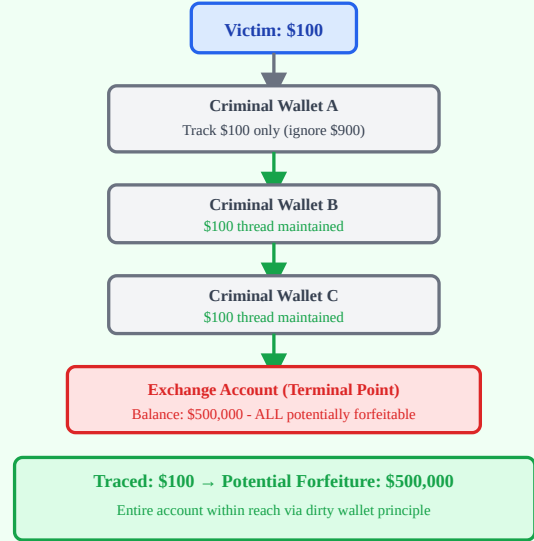 Victim: $100
Criminal Wallet A
Track $100 only (ignore $900)
Criminal Wallet B
$100 thread maintained
Criminal Wallet C
$100 thread maintained
Exchange Account (Terminal Point)
Balance: $500,000 - ALL potentially forfeitable
Traced: $100 → Potential Forfeiture: $500,000
Entire account within reach via dirty wallet principle